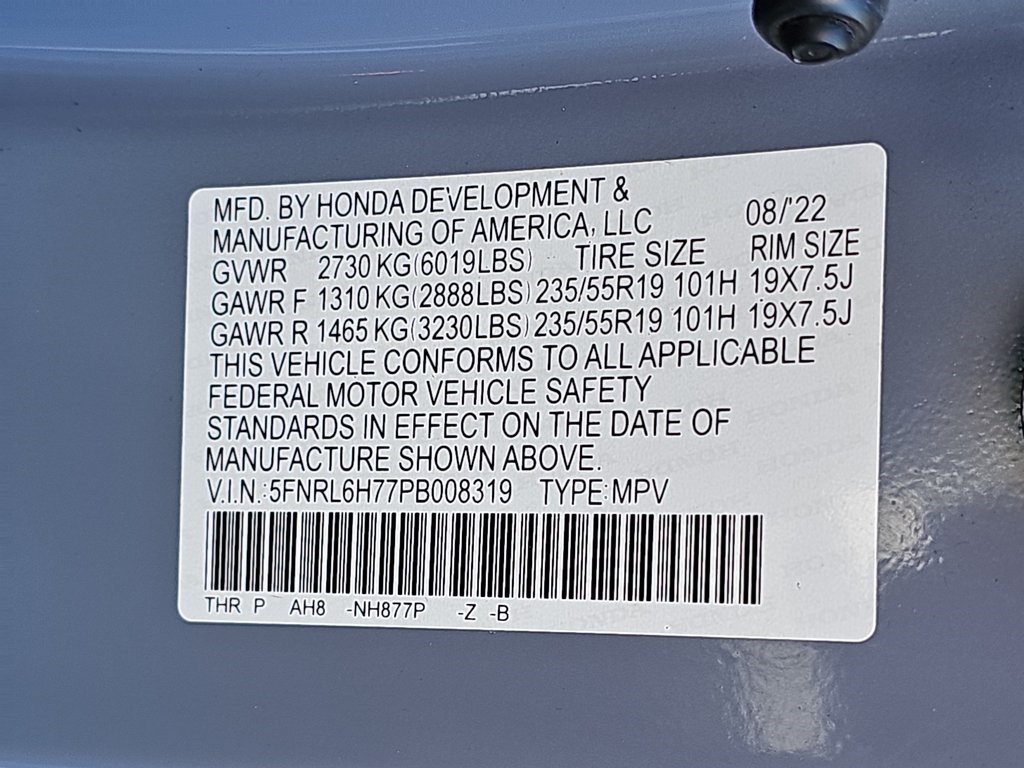 MFD. BY HONDA DEVELOPMENT &
MANUFACTURING OF AMERICA, LLC 08/'22
GVWR 2730 KG(6019LBS) TIRE SIZE RIM SIZE
GAWR F 1310 KG(2888LBS) 235/55R19 101H 19X7.5J
GAWR R 1465 KG(3230LBS) 235/55R19 101H 19X7.5J
THIS VEHICLE CONFORMS TO ALL APPLICABLE
FEDERAL MOTOR VEHICLE SAFETY
STANDARDS IN EFFECT ON THE DATE OF
MANUFACTURE SHOWN ABOVE.
V.I.N.:5FNRL6H77PB008319 TYPE:MPV
THR P AH8 -NH877P -Z -B